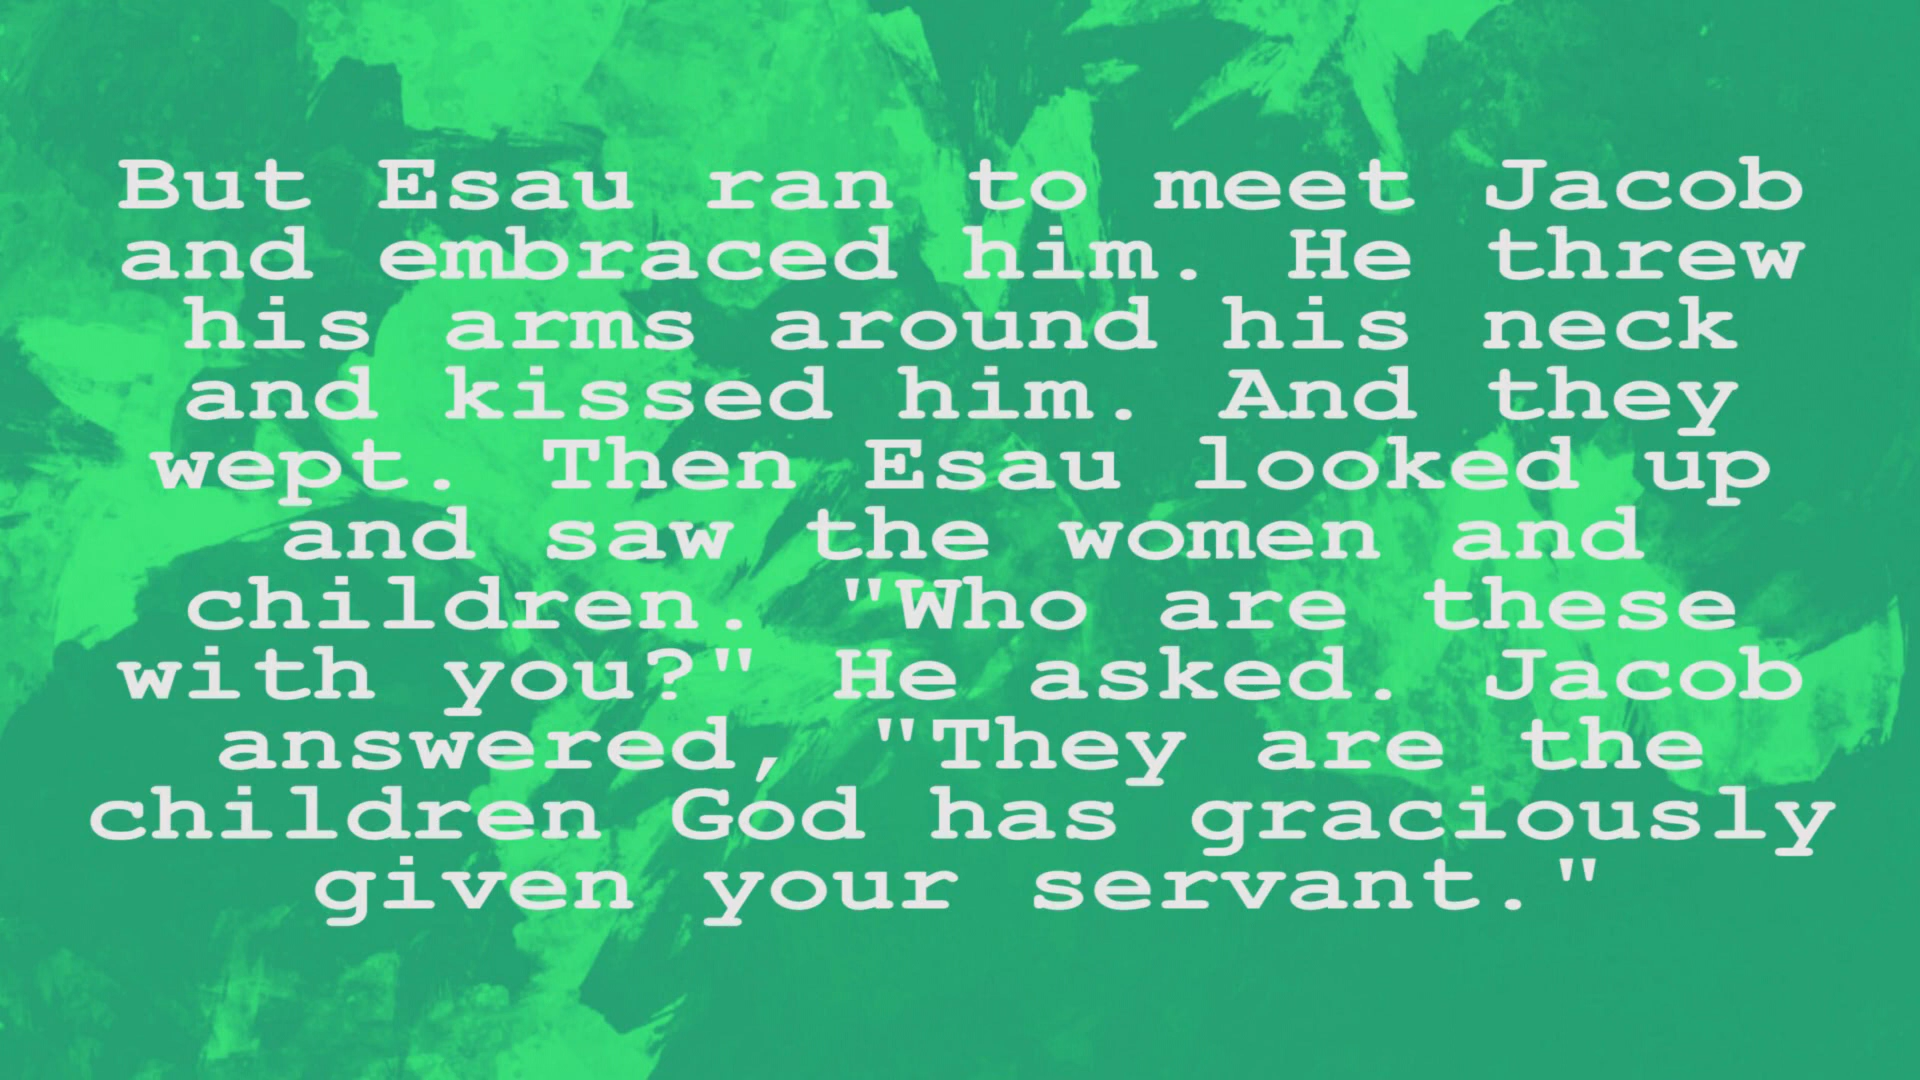 But Esau ran to meet Jacob
and embraced him. He threw
his arms around his neck
and kissed him. And they
wept. Then Esau looked up
and saw the women and
children. "Who are these
with you?" He asked. Jacob
answered, "They are the
children God has graciously
given your servant."